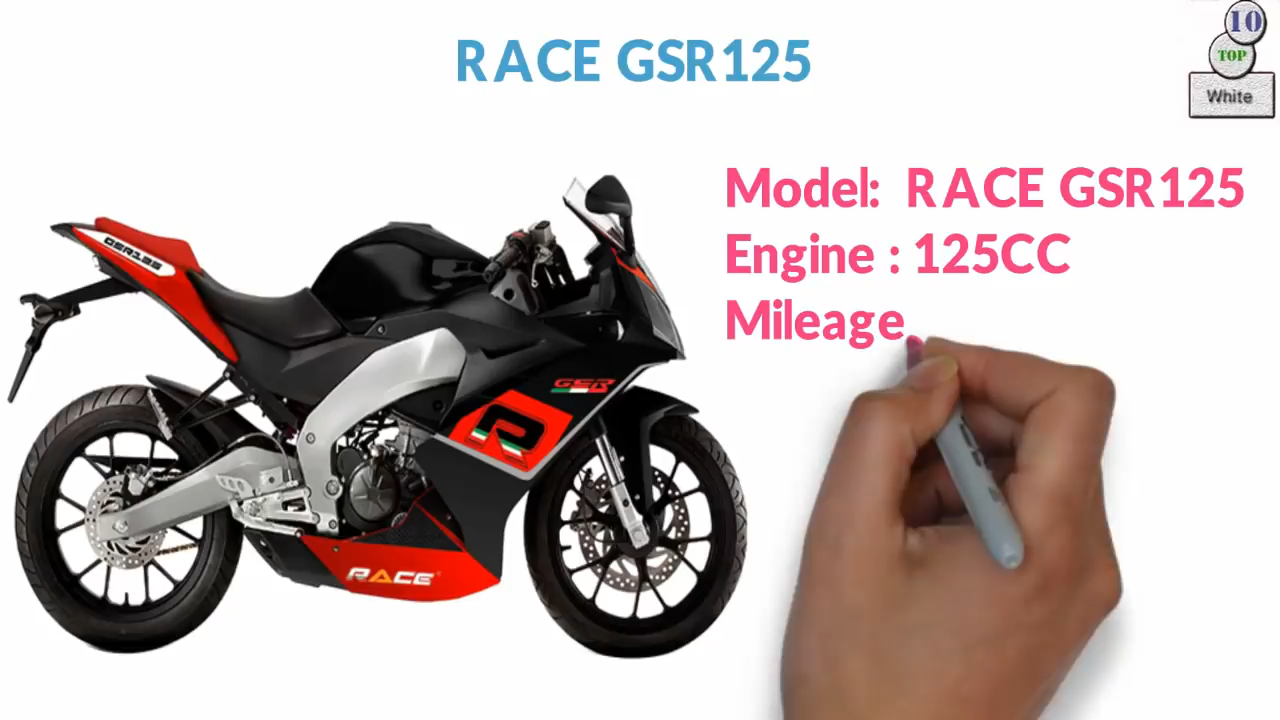 RACE GSR125
10
TOP
White
Model: RACE GSR125
Engine : 125CC
Mileage
GSR125
GSR
R
RACE